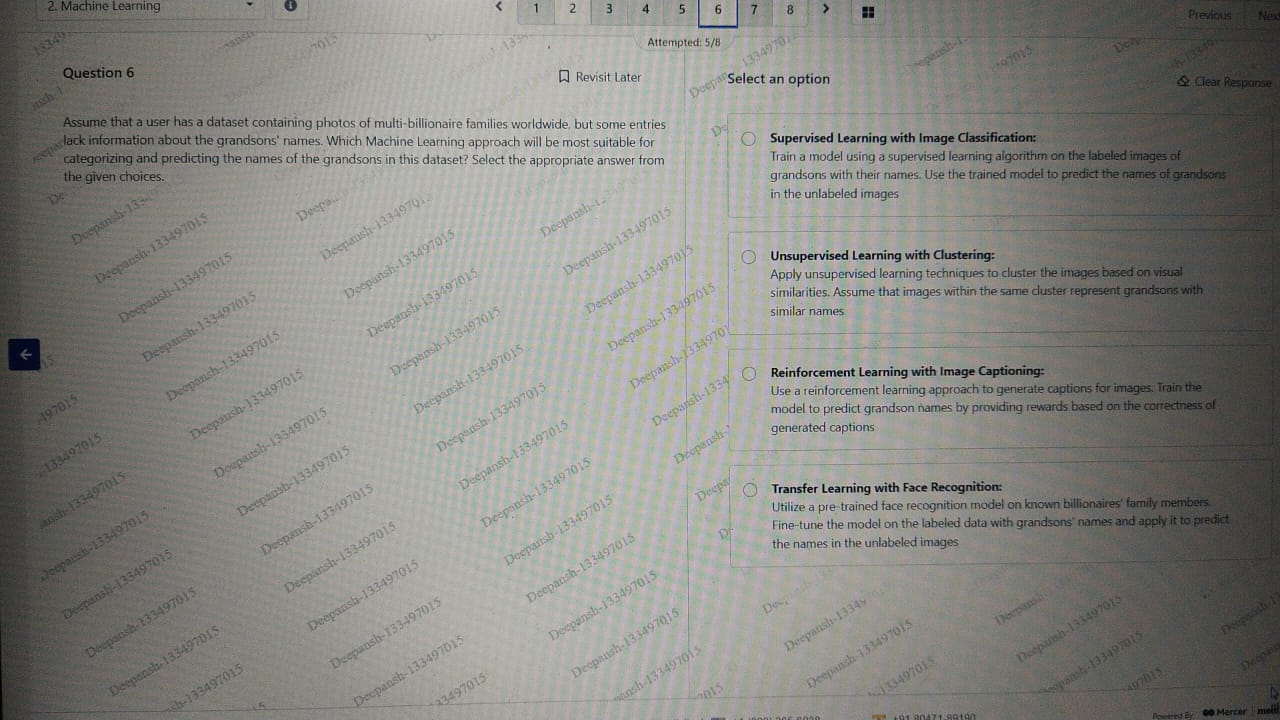 2. Machine Learning
1 2 3 4 5 6 7 8
Previous
Attempted: 5/8
Question 6
Revisit Later
Assume that a user has a dataset containing photos of multi-billionaire families worldwide, but some entries
lack information about the grandsons' names. Which Machine Learning approach will be most suitable for
categorizing and predicting the names of the grandsons in this dataset? Select the appropriate answer from
the given choices.
Select an option
Clear Response
Supervised Learning with Image Classification:
Train a model using a supervised learning algorithm on the labeled images of
grandsons with their names. Use the trained model to predict the names of grandsons
in the unlabeled images
Unsupervised Learning with Clustering:
Apply unsupervised learning techniques to cluster the images based on visual
similarities. Assume that images within the same cluster represent grandsons with
similar names
Reinforcement Learning with Image Captioning:
Use a reinforcement learning approach to generate captions for images. Train the
model to predict grandson names by providing rewards based on the correctness of
generated captions
Transfer Learning with Face Recognition:
Utilize a pre-trained face recognition model on known billionaires' family members.
Fine-tune the model on the labeled data with grandsons' names and apply it to predict
the names in the unlabeled images
Deepansh-133497015
Powered By Mercer